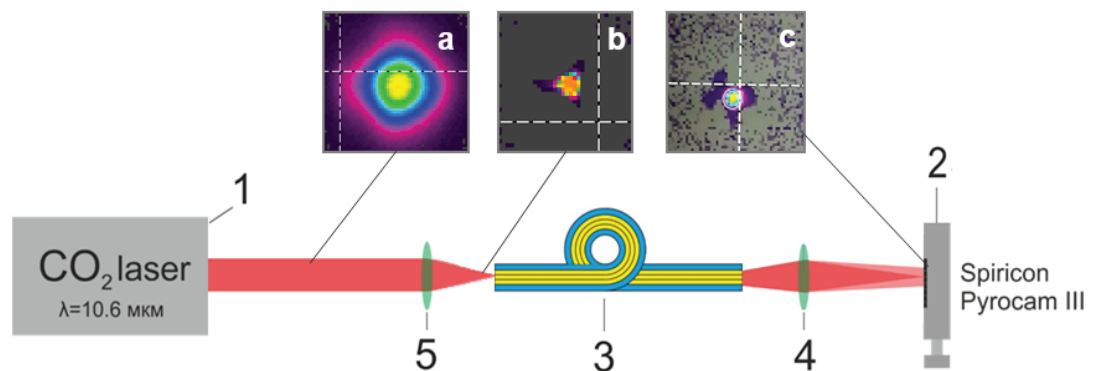 a
b
c
1
2
CO₂ laser
λ=10.6 мкм
Spiricon
Pyrocam III
5
3
4